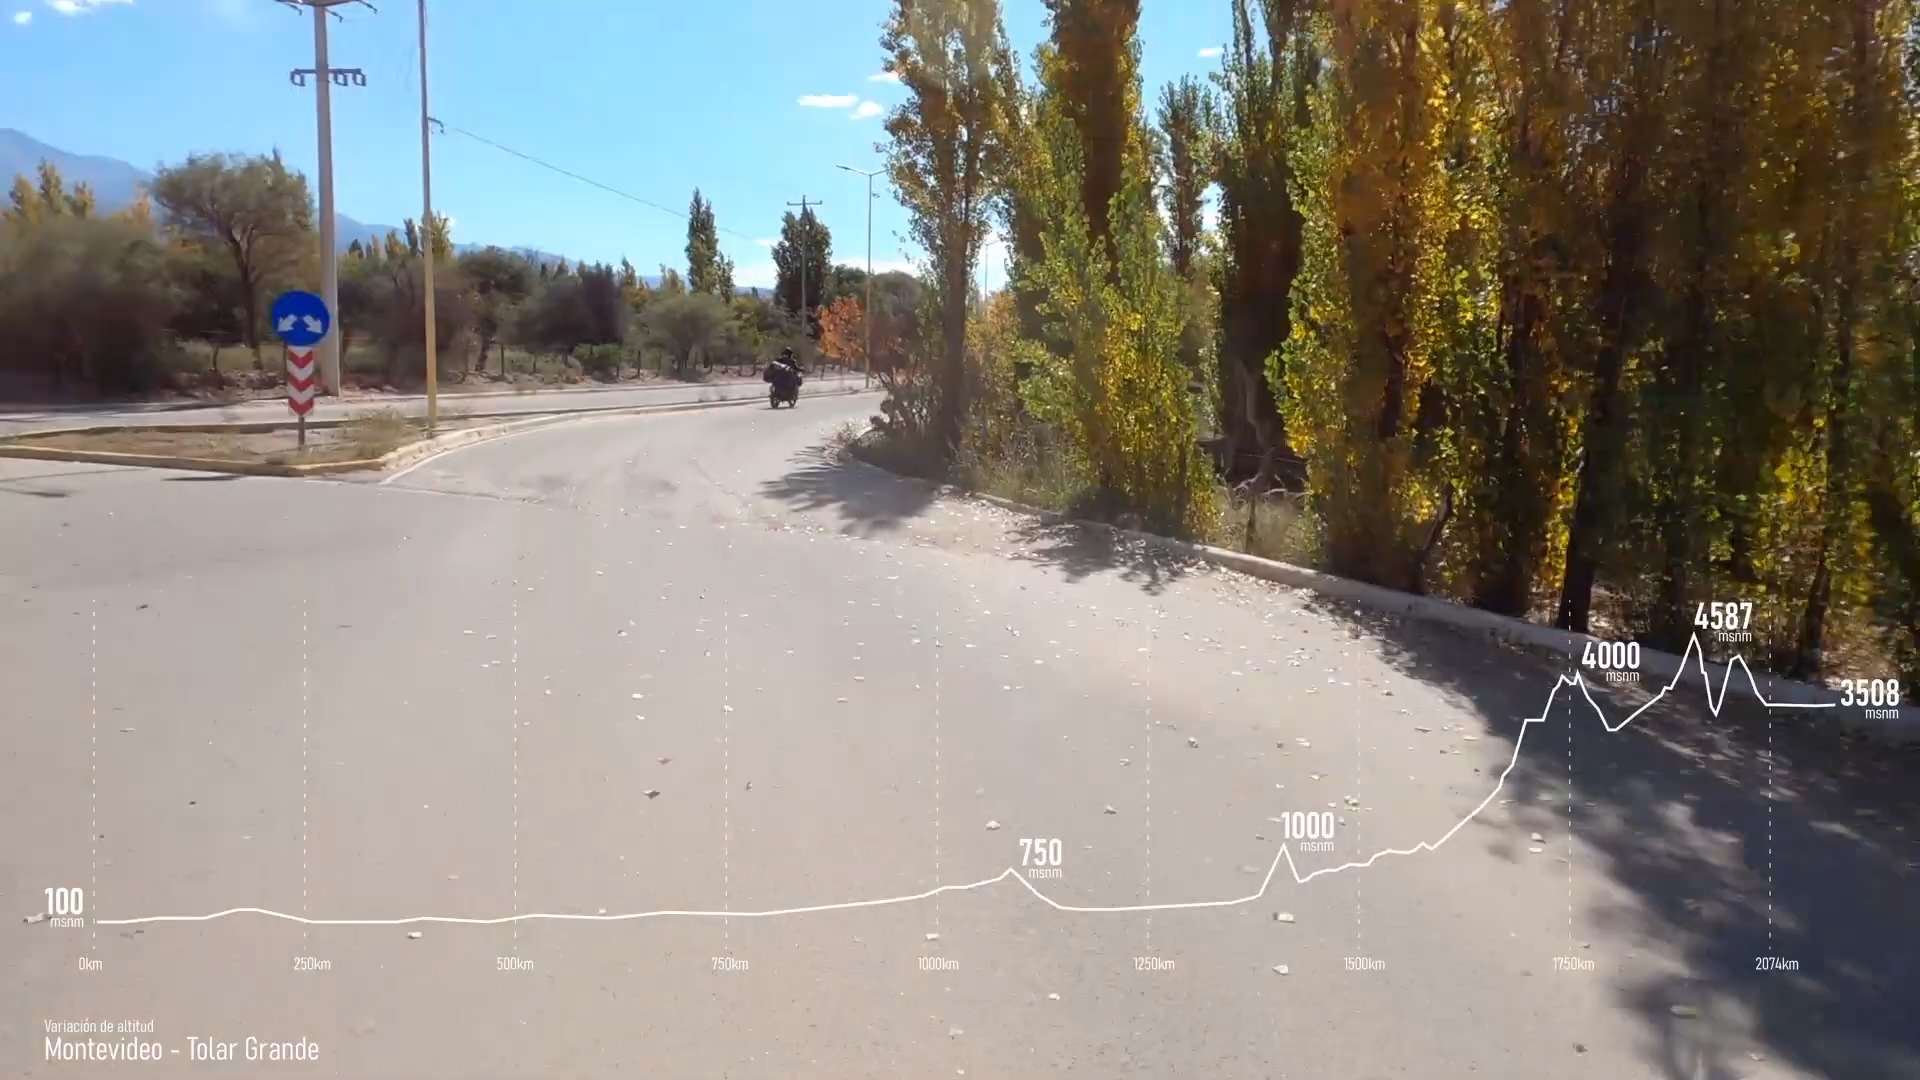 4587
msnm
4000
msnm
3508
msnm
1000
msnm
750
msnm
100
msnm
0km 250km 500km 750km 1000km 1250km 1500km 1750km 2074km
Variación de altitud
Montevideo - Tolar Grande